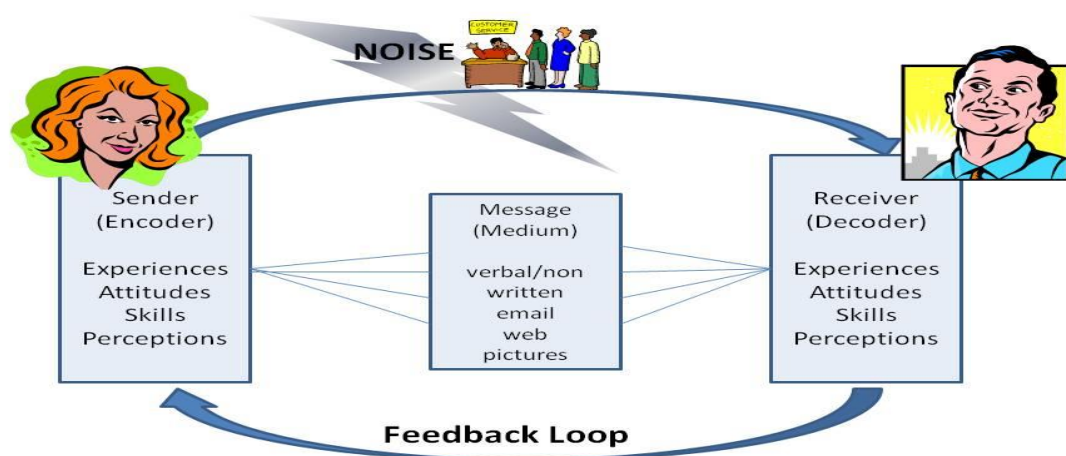 CUSTOMER
SERVICE
NOISE
Sender
(Encoder)
Experiences
Attitudes
Skills
Perceptions
Message
(Medium)
verbal/non
written
email
web
pictures
Receiver
(Decoder)
Experiences
Attitudes
Skills
Perceptions
Feedback Loop